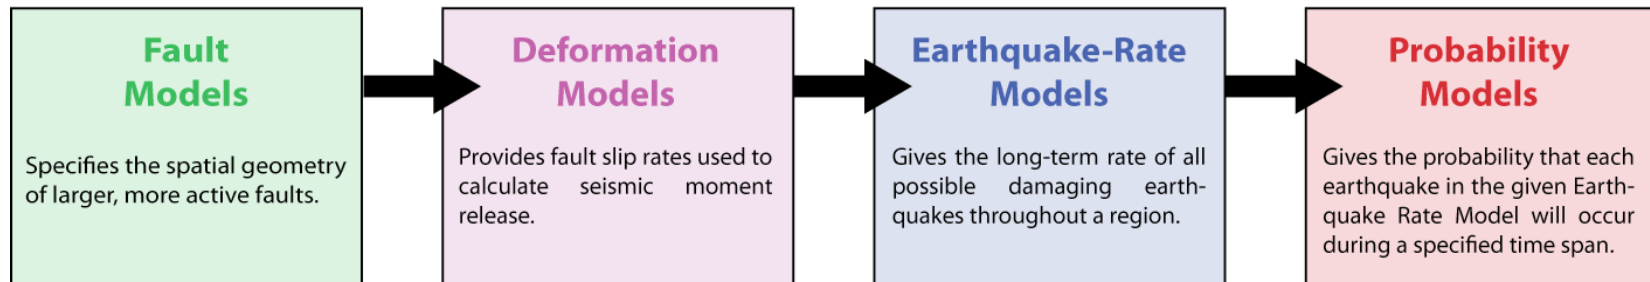 Fault
Models
Specifies the spatial geometry
of larger, more active faults.
Deformation
Models
Provides fault slip rates used to
calculate seismic moment
release.
Earthquake-Rate
Models
Gives the long-term rate of all
possible damaging earth-
quakes throughout a region.
Probability
Models
Gives the probability that each
earthquake in the given Earth-
quake Rate Model will occur
during a specified time span.